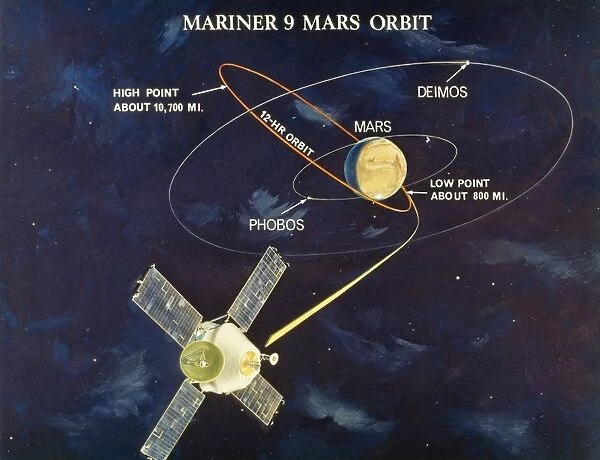 MARINER 9 MARS ORBIT
HIGH POINT
ABOUT 10,700 MI.
DEIMOS
12-HR ORBIT
MARS
LOW POINT
ABOUT 800 MI.
PHOBOS